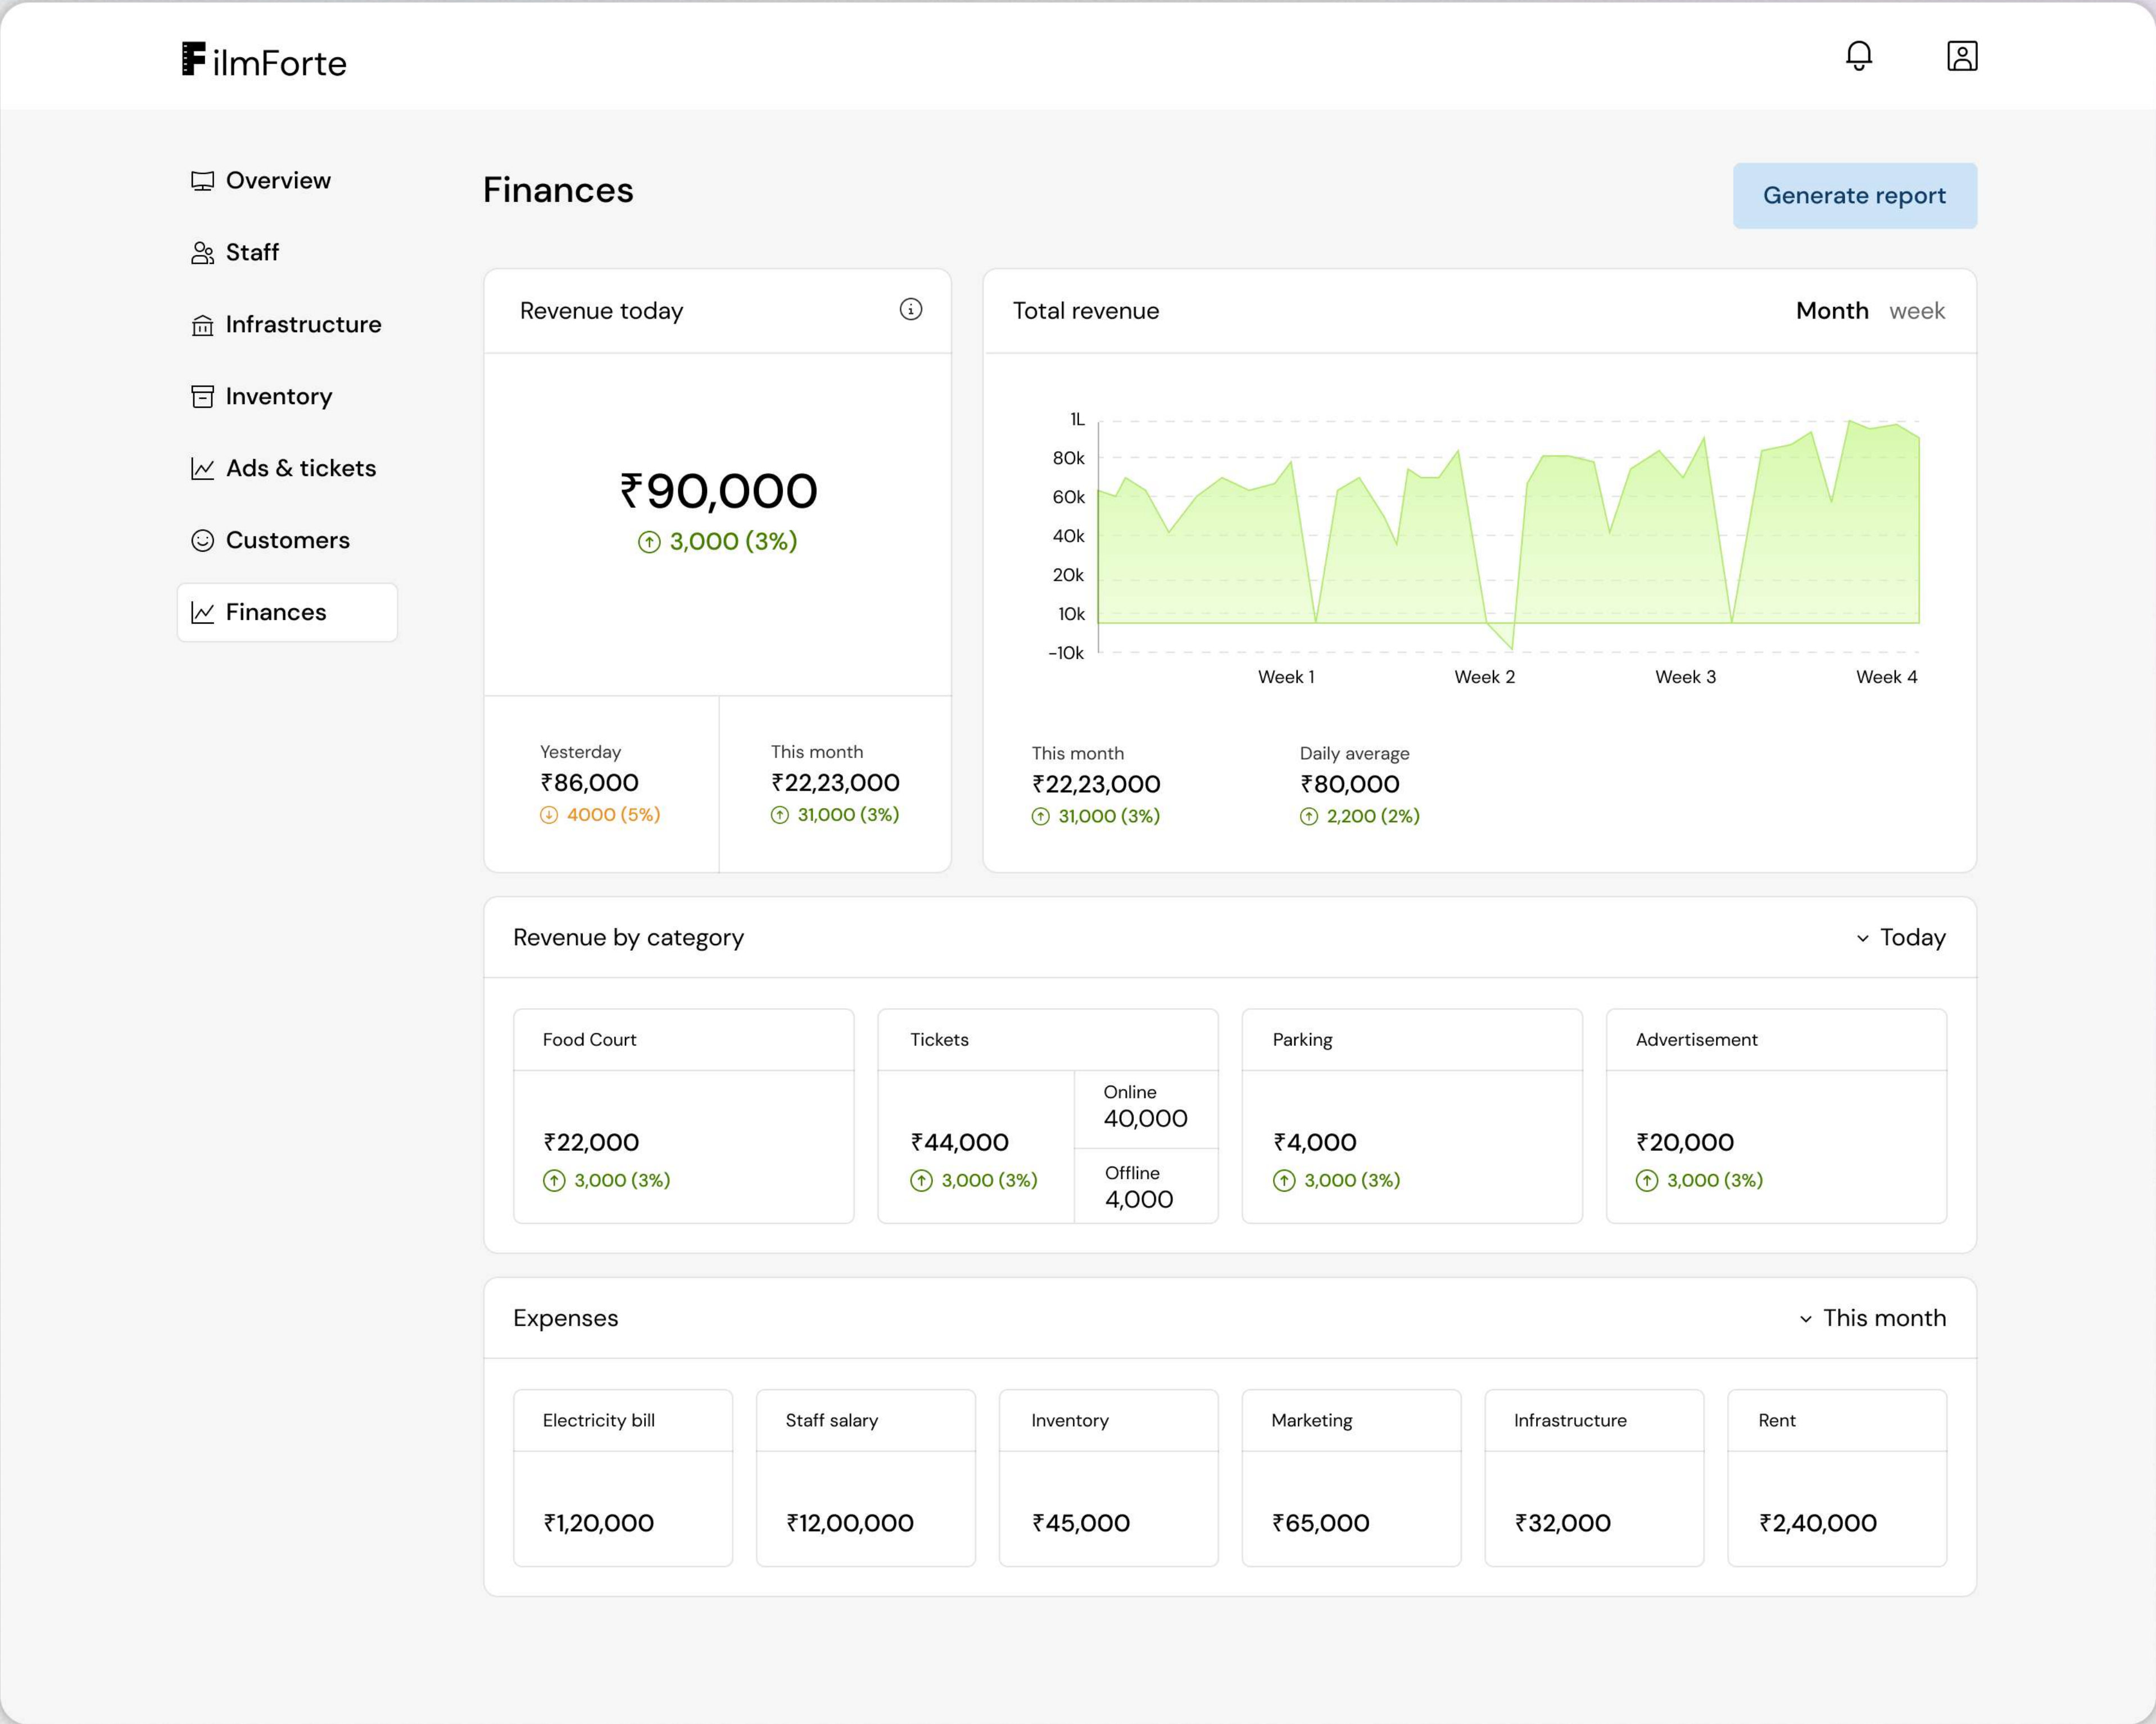 FilmForte
Overview
Staff
Infrastructure
Inventory
Ads & tickets
Customers
Finances
Finances
Generate report
Revenue today
₹90,000
3,000 (3%)
Yesterday
₹86,000
4000 (5%)
This month
₹22,23,000
31,000 (3%)
Total revenue
Month week
1L
80k
60k
40k
20k
10k
-10k
Week 1 Week 2 Week 3 Week 4
This month
₹22,23,000
31,000 (3%)
Daily average
₹80,000
2,200 (2%)
Revenue by category
Today
Food Court
₹22,000
3,000 (3%)
Tickets
₹44,000
3,000 (3%)
Online
40,000
Offline
4,000
Parking
₹4,000
3,000 (3%)
Advertisement
₹20,000
3,000 (3%)
Expenses
This month
Electricity bill
₹1,20,000
Staff salary
₹12,00,000
Inventory
₹45,000
Marketing
₹65,000
Infrastructure
₹32,000
Rent
₹2,40,000